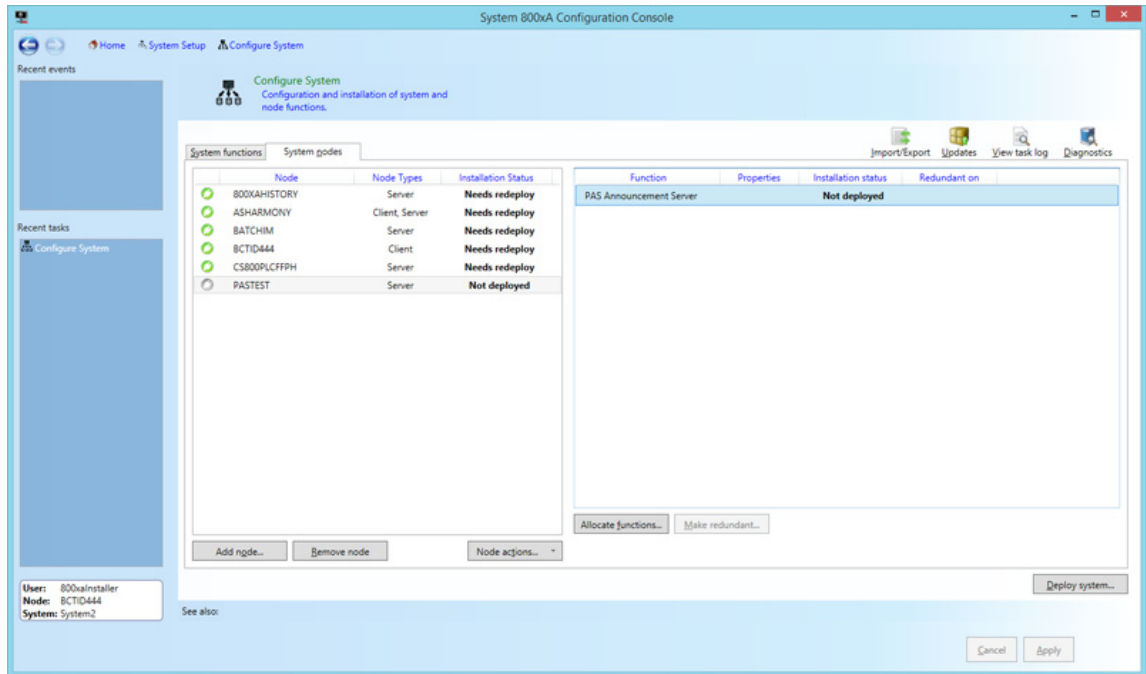 System 800xA Configuration Console
Home System Setup Configure System
Recent events
Configure System
Configuration and installation of system and
node functions.
Import/Export Updates View task log Diagnostics
System functions System nodes
Node Node Types Installation Status
800XAHISTORY Server Needs redeploy
ASHARMONY Client, Server Needs redeploy
BATCHIM Server Needs redeploy
BCTID444 Client Needs redeploy
CS800PLCFFPH Server Needs redeploy
PASTEST Server Not deployed
Function Properties Installation status Redundant on
PAS Announcement Server Not deployed
Recent tasks
Configure System
Allocate functions... Make redundant...
Add node... Remove node Node actions...
Deploy system...
User: 800xaInstaller
Node: BCTID444
System: System2
See also:
Cancel Apply